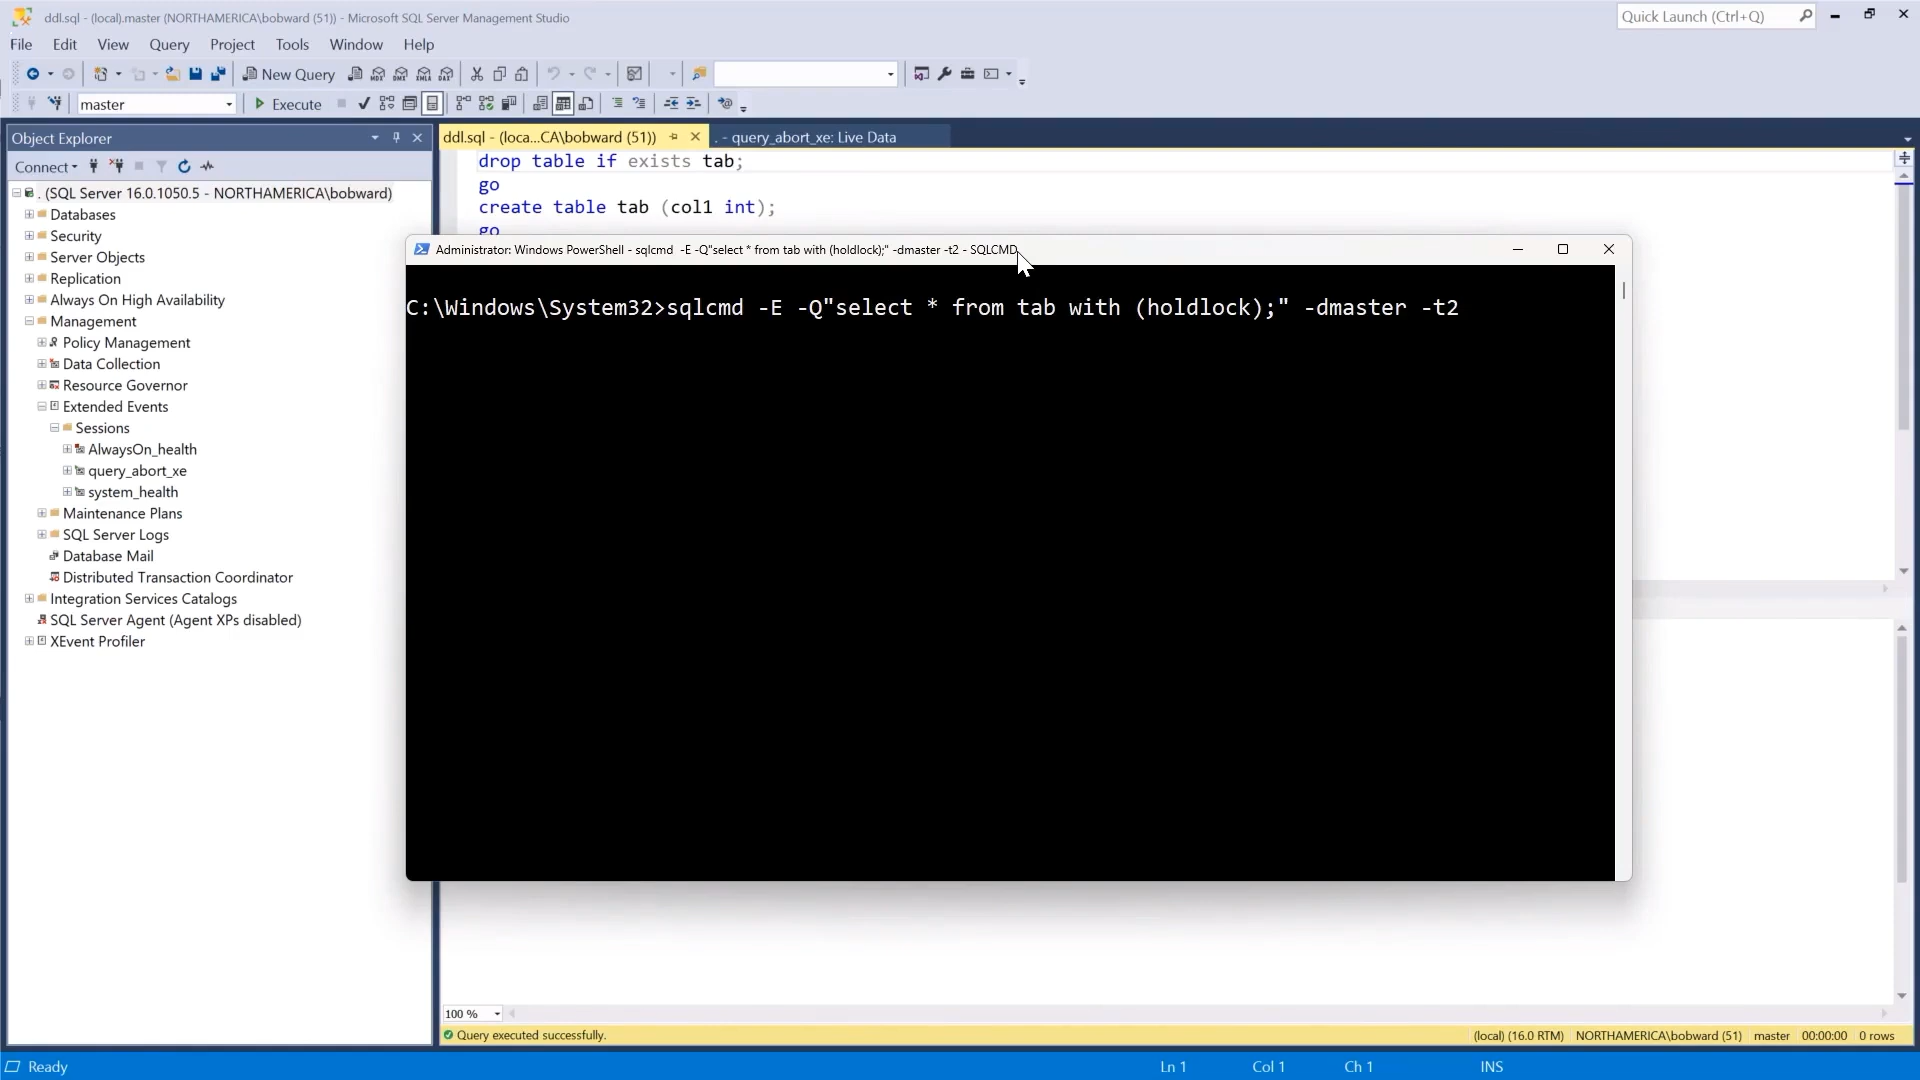 ddl.sql - (local).master (NORTHAMERICA\bobward (51)) - Microsoft SQL Server Management Studio
Quick Launch (Ctrl+Q)
File Edit View Query Project Tools Window Help
New Query
master
Execute
Object Explorer
Connect
. (SQL Server 16.0.1050.5 - NORTHAMERICA\bobward)
Databases
Security
Server Objects
Replication
Always On High Availability
Management
Policy Management
Data Collection
Resource Governor
Extended Events
Sessions
AlwaysOn_health
query_abort_xe
system_health
Maintenance Plans
SQL Server Logs
Database Mail
Distributed Transaction Coordinator
Integration Services Catalogs
SQL Server Agent (Agent XPs disabled)
XEvent Profiler
ddl.sql - (loca...CA\bobward (51))
. - query_abort_xe: Live Data
drop table if exists tab;
go
create table tab (col1 int);
go
Administrator: Windows PowerShell - sqlcmd -E -Q"select * from tab with (holdlock);" -dmaster -t2 - SQLCMD
C:\Windows\System32>sqlcmd -E -Q"select * from tab with (holdlock);" -dmaster -t2
100 %
Query executed successfully.
(local) (16.0 RTM) NORTHAMERICA\bobward (51) master 00:00:00 0 rows
Ready
Ln 1 Col 1 Ch 1 INS